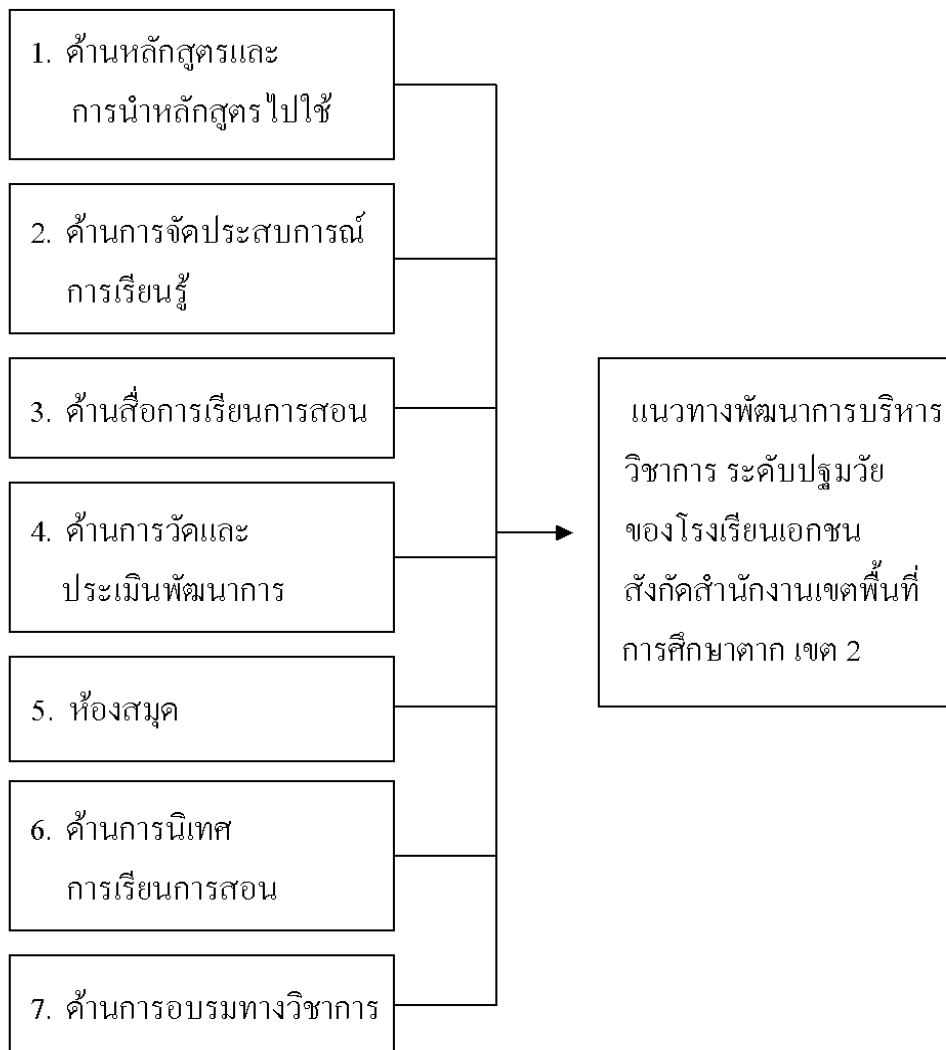 1. ด้านหลักสูตรและ
การนำหลักสูตรไปใช้
2. ด้านการจัดประสบการณ์
การเรียนรู้
3. ด้านสื่อการเรียนการสอน
4. ด้านการวัดและ
ประเมินพัฒนาการ
5. ห้องสมุด
6. ด้านการนิเทศ
การเรียนการสอน
7. ด้านการอบรมทางวิชาการ
แนวทางพัฒนาการบริหาร
วิชาการ ระดับปฐมวัย
ของโรงเรียนเอกชน
สังกัดสำนักงานเขตพื้นที่
การศึกษาตาก เขต 2